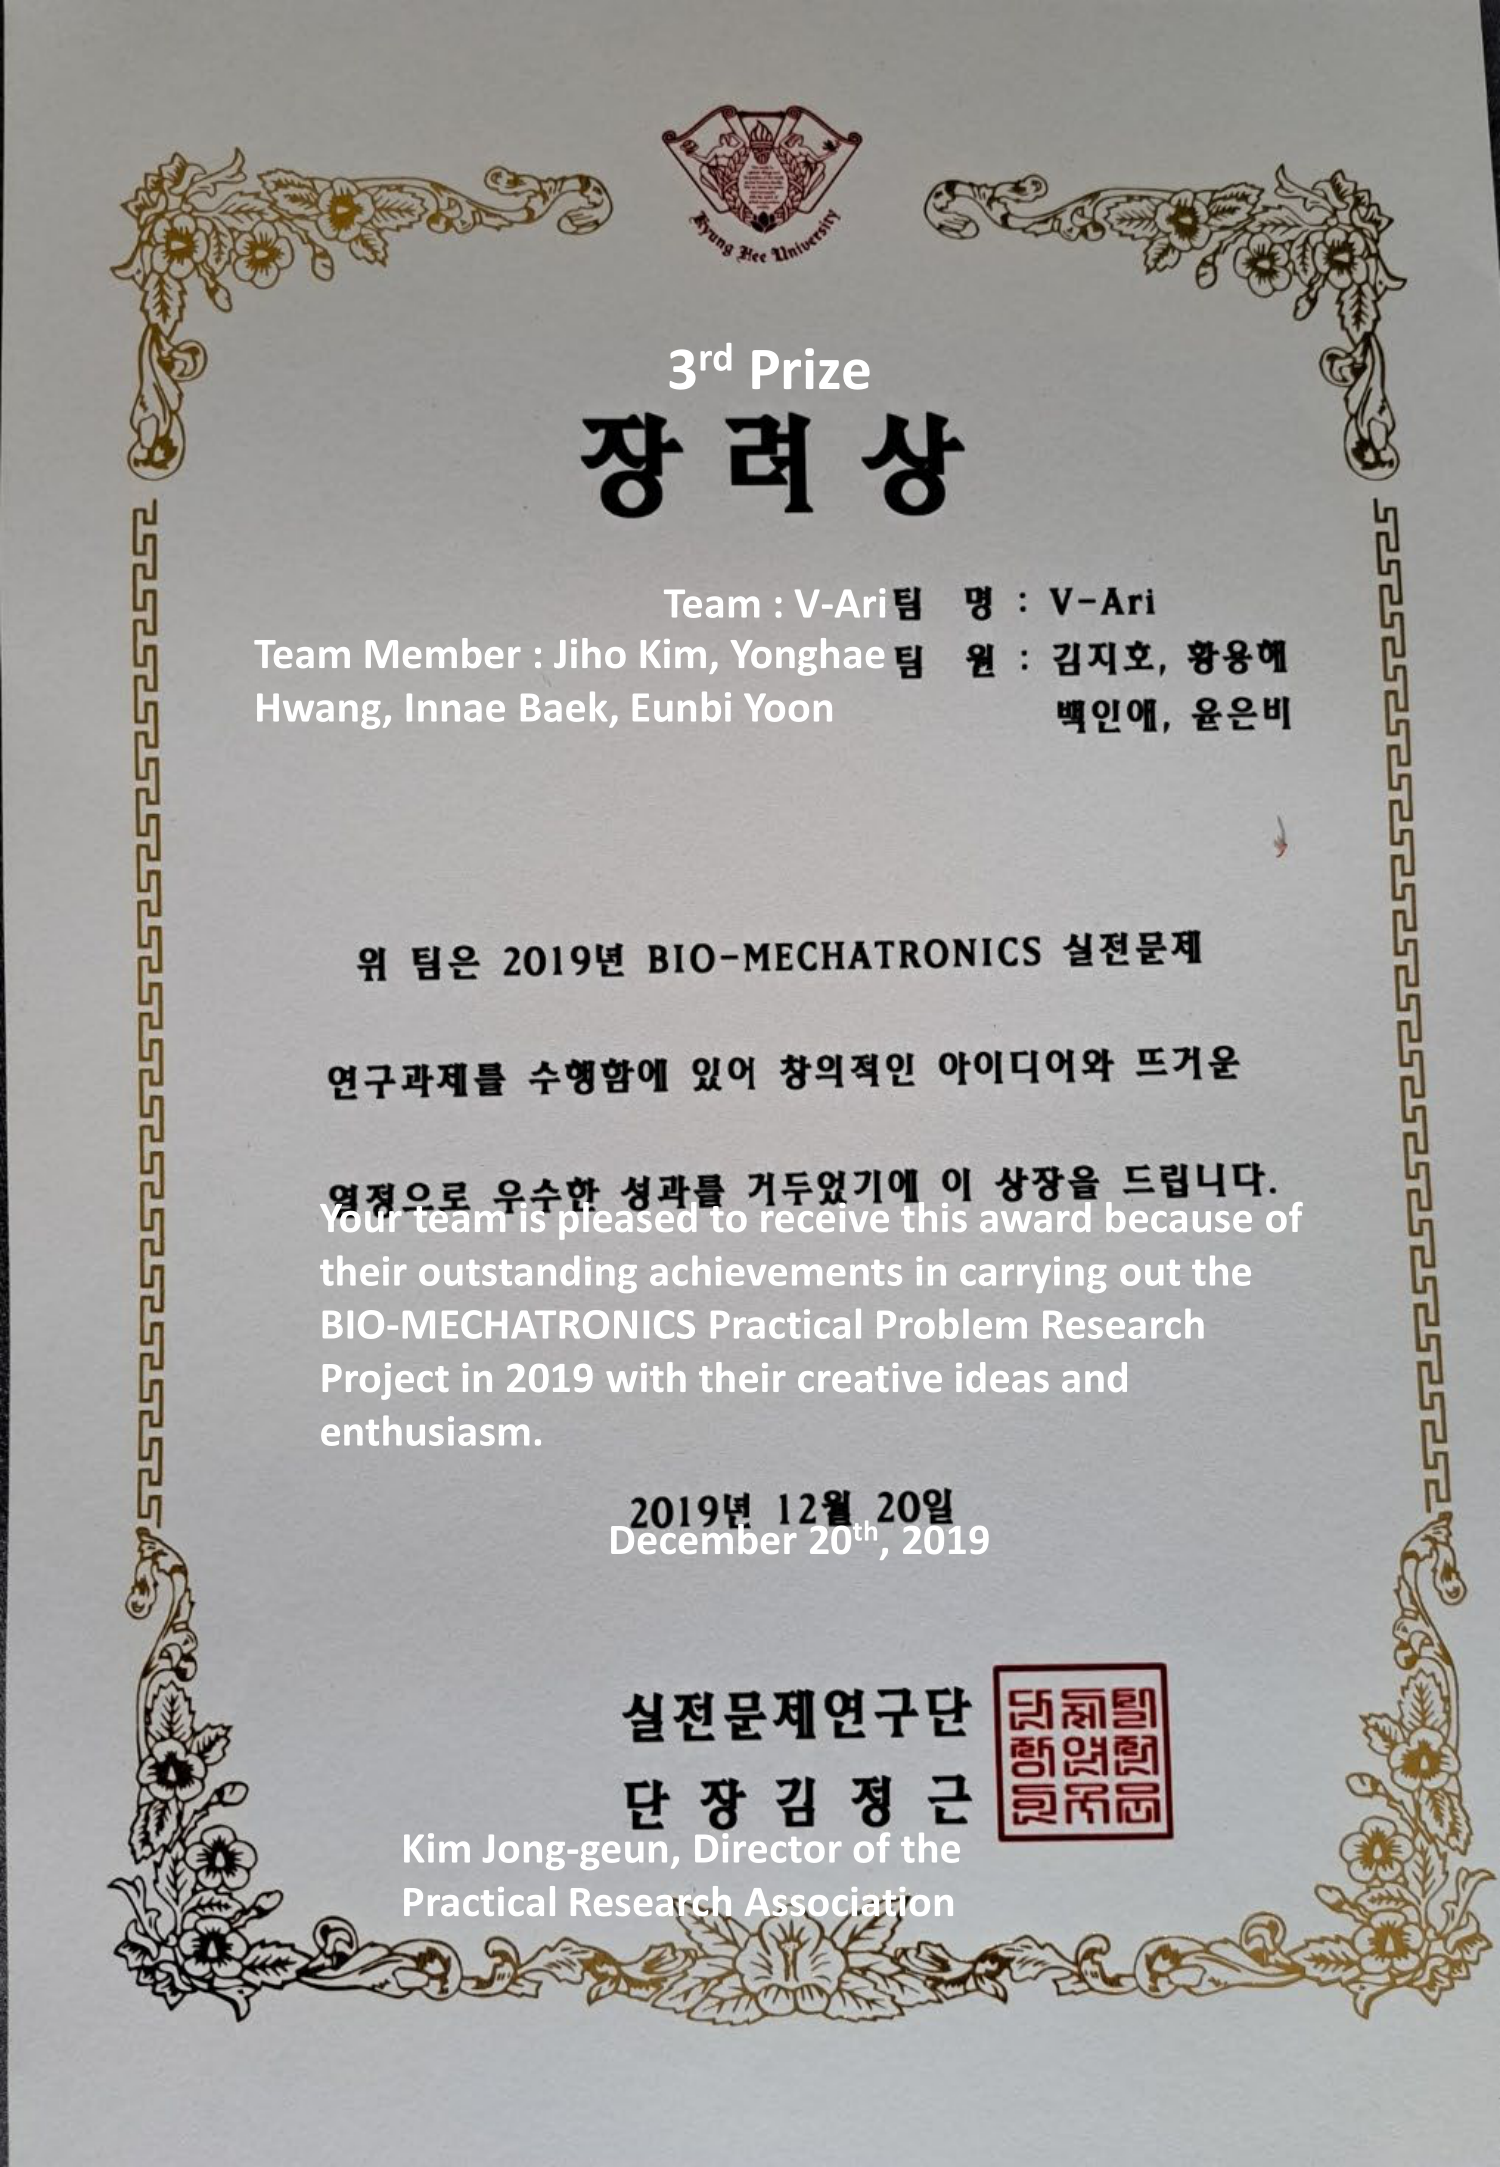 Kyung Hee University
3rd Prize
장려상
Team : V-Ari
팀 명 : V-Ari
Team Member : Jiho Kim, Yonghae
Hwang, Innae Baek, Eunbi Yoon
팀 원 : 김지호, 황용해
백인애, 윤은비
위 팀은 2019년 BIO-MECHATRONICS 실전문제
연구과제를 수행함에 있어 창의적인 아이디어와 뜨거운
열정으로 우수한 성과를 거두었기에 이 상장을 드립니다.
Your team is pleased to receive this award because of
their outstanding achievements in carrying out the
BIO-MECHATRONICS Practical Problem Research
Project in 2019 with their creative ideas and
enthusiasm.
2019년 12월 20일
December 20th, 2019
실전문제연구단
단장김정근
Kim Jong-geun, Director of the
Practical Research Association